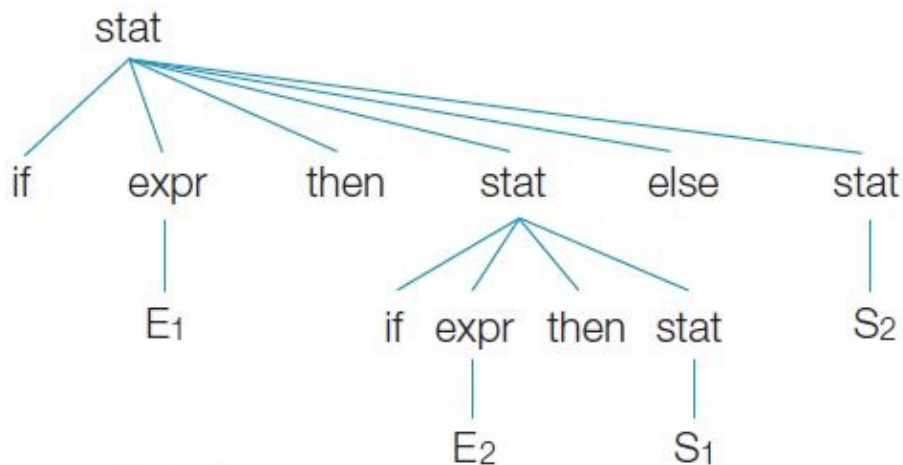 stat
if expr then stat else stat
E₁ if expr then stat S₂
E₂ S₁